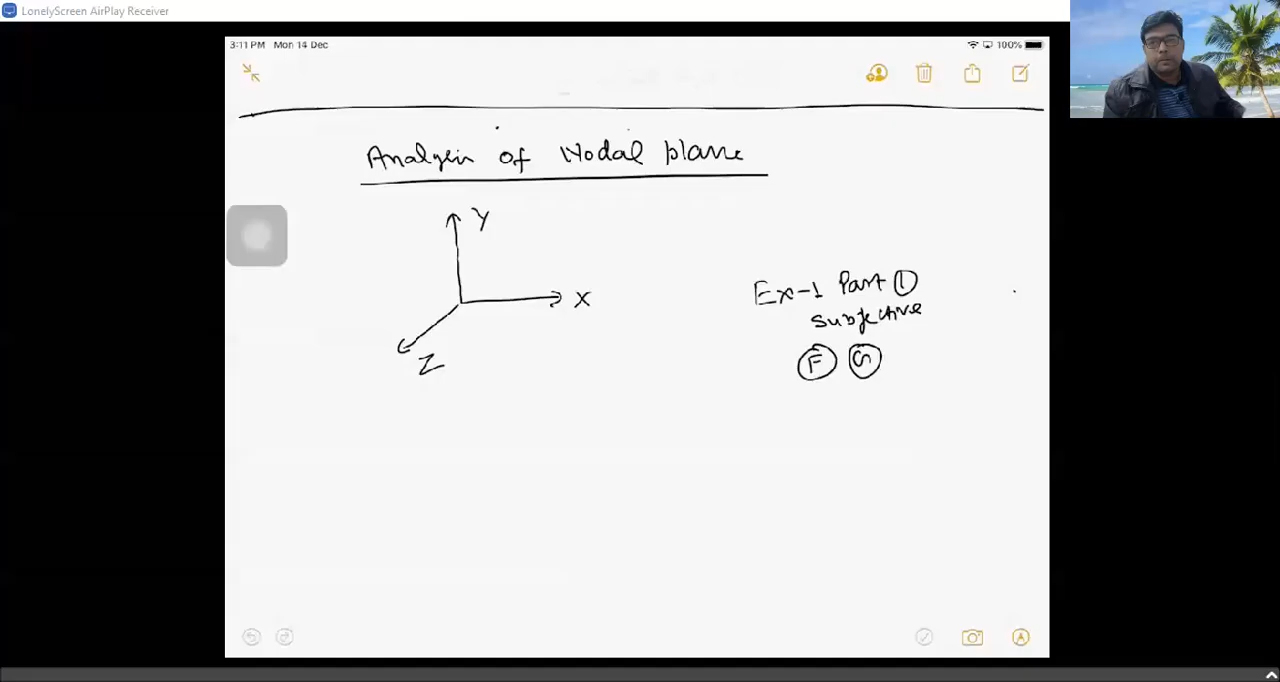 LonelyScreen AirPlay Receiver
3:11 PM Mon 14 Dec
100%
Analysis of Nodal plane
Y
X
Z
Ex-1 Part 1
Subjective
F G